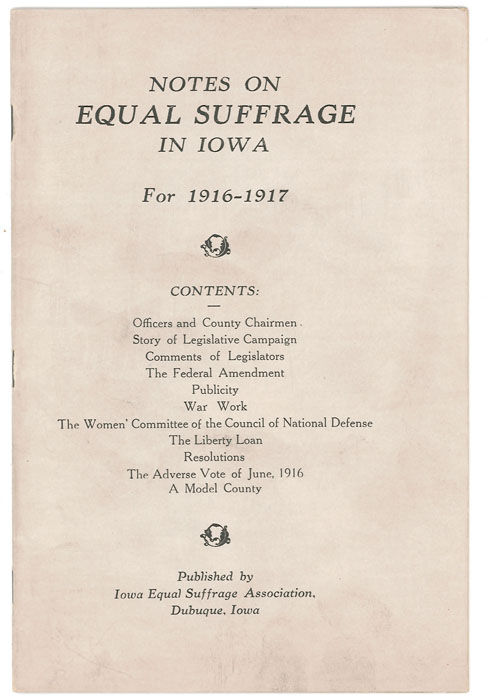 NOTES ON
EQUAL SUFFRAGE
IN IOWA
For 1916-1917
CONTENTS:
Officers and County Chairmen
Story of Legislative Campaign
Comments of Legislators
The Federal Amendment
Publicity
War Work
The Women' Committee of the Council of National Defense
The Liberty Loan
Resolutions
The Adverse Vote of June, 1916
A Model County
Published by
Iowa Equal Suffrage Association,
Dubuque, Iowa